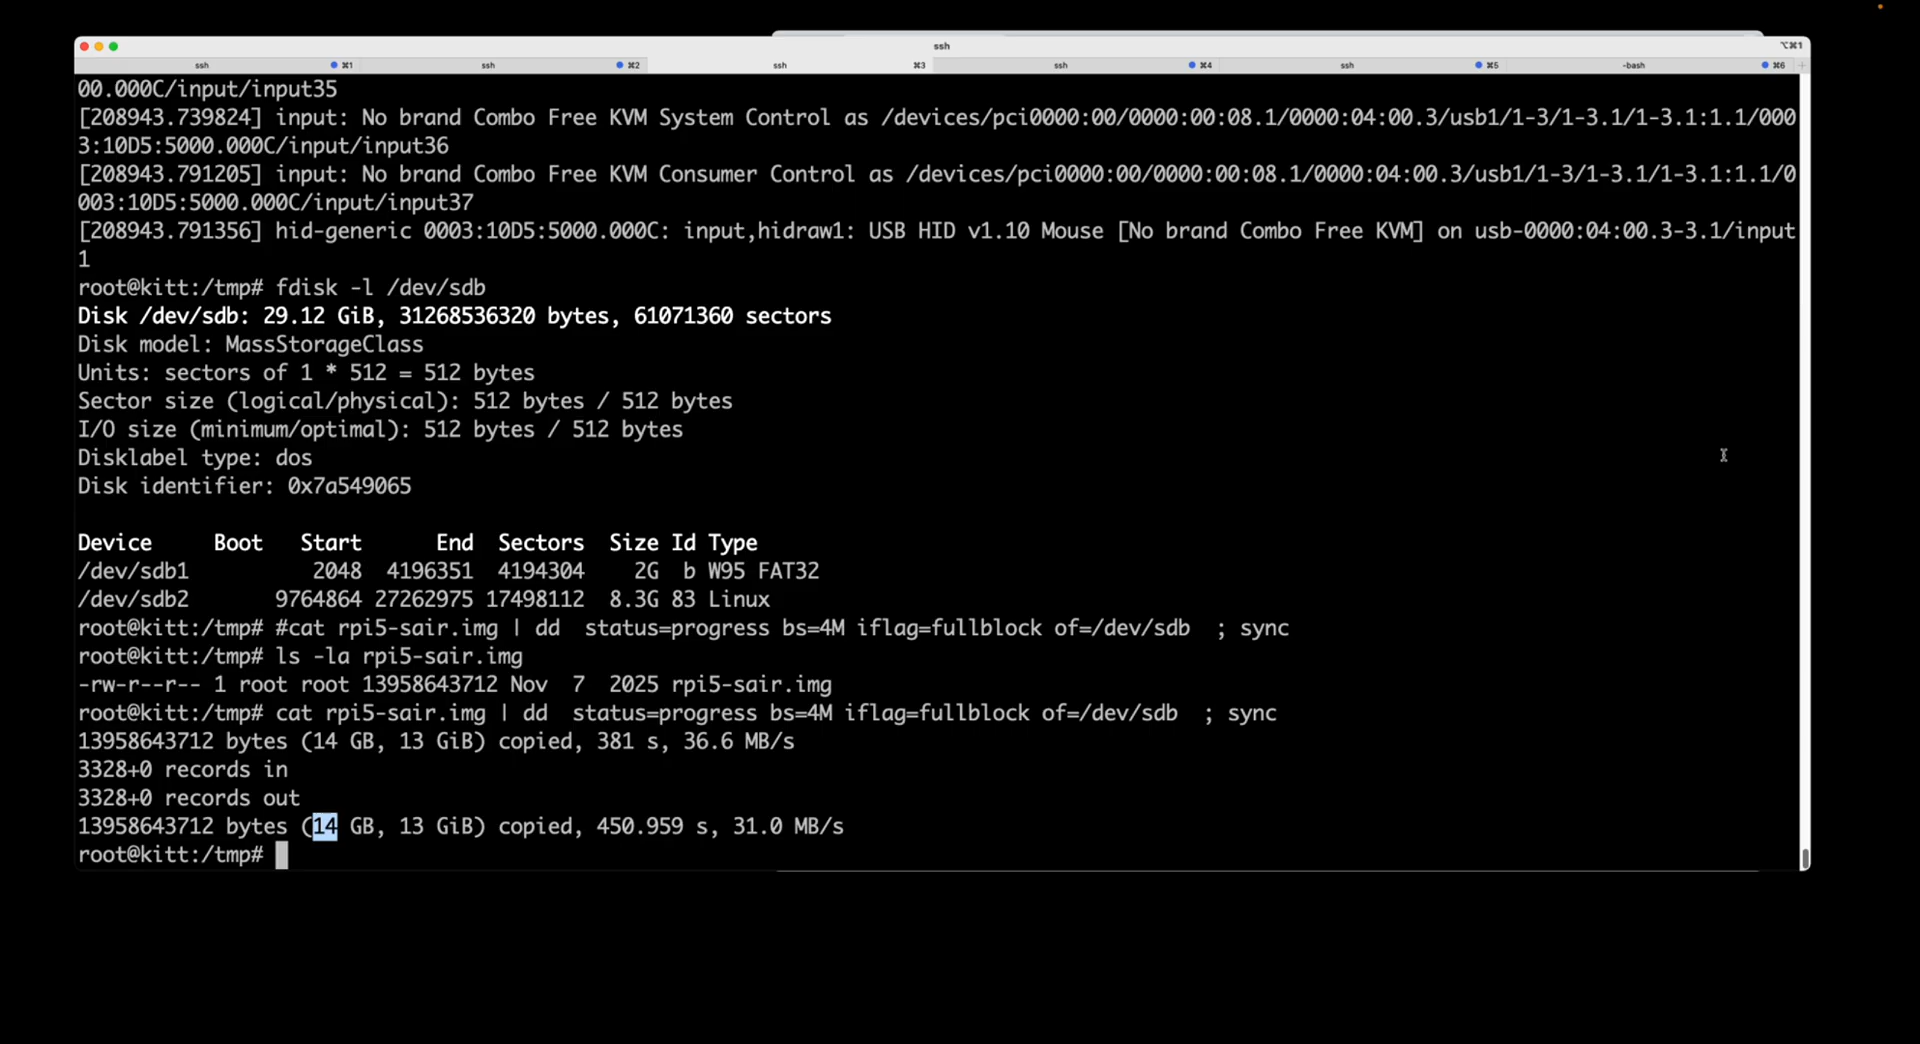 ssh
⌥⌘1
ssh ⌘1 ssh ⌘2 ssh ⌘3 ssh ⌘4 ssh ⌘5 -bash ⌘6 +
00.000C/input/input35
[208943.739824] input: No brand Combo Free KVM System Control as /devices/pci0000:00/0000:00:08.1/0000:04:00.3/usb1/1-3/1-3.1/1-3.1:1.1/000
3:10D5:5000.000C/input/input36
[208943.791205] input: No brand Combo Free KVM Consumer Control as /devices/pci0000:00/0000:00:08.1/0000:04:00.3/usb1/1-3/1-3.1/1-3.1:1.1/0
003:10D5:5000.000C/input/input37
[208943.791356] hid-generic 0003:10D5:5000.000C: input,hidraw1: USB HID v1.10 Mouse [No brand Combo Free KVM] on usb-0000:04:00.3-3.1/input
1
root@kitt:/tmp# fdisk -l /dev/sdb
Disk /dev/sdb: 29.12 GiB, 31268536320 bytes, 61071360 sectors
Disk model: MassStorageClass
Units: sectors of 1 * 512 = 512 bytes
Sector size (logical/physical): 512 bytes / 512 bytes
I/O size (minimum/optimal): 512 bytes / 512 bytes
Disklabel type: dos
Disk identifier: 0x7a549065
Device     Boot   Start      End  Sectors  Size Id Type
/dev/sdb1          2048  4196351  4194304    2G  b W95 FAT32
/dev/sdb2       9764864 27262975 17498112  8.3G 83 Linux
root@kitt:/tmp# #cat rpi5-sair.img | dd  status=progress bs=4M iflag=fullblock of=/dev/sdb  ; sync
root@kitt:/tmp# ls -la rpi5-sair.img
-rw-r--r-- 1 root root 13958643712 Nov  7  2025 rpi5-sair.img
root@kitt:/tmp# cat rpi5-sair.img | dd  status=progress bs=4M iflag=fullblock of=/dev/sdb  ; sync
13958643712 bytes (14 GB, 13 GiB) copied, 381 s, 36.6 MB/s
3328+0 records in
3328+0 records out
13958643712 bytes (14 GB, 13 GiB) copied, 450.959 s, 31.0 MB/s
root@kitt:/tmp#